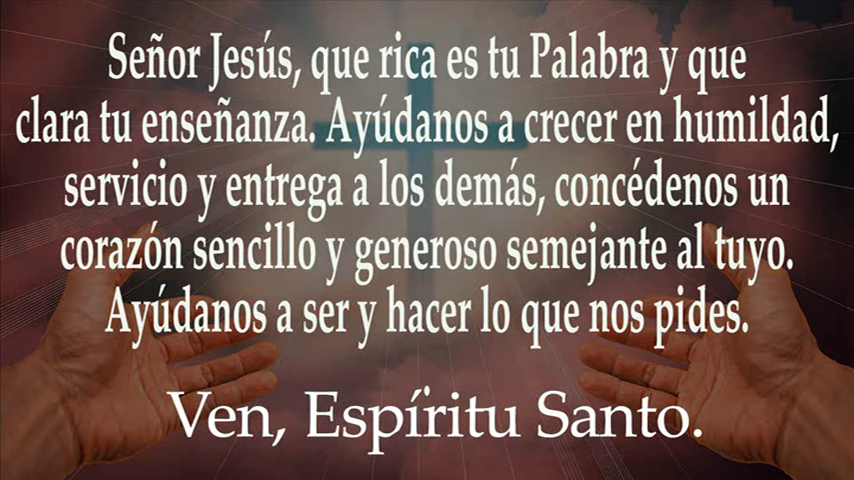 Señor Jesús, que rica es tu Palabra y que
clara tu enseñanza. Ayúdanos a crecer en humildad,
servicio y entrega a los demás, concédenos un
corazón sencillo y generoso semejante al tuyo.
Ayúdanos a ser y hacer lo que nos pides.
Ven, Espíritu Santo.